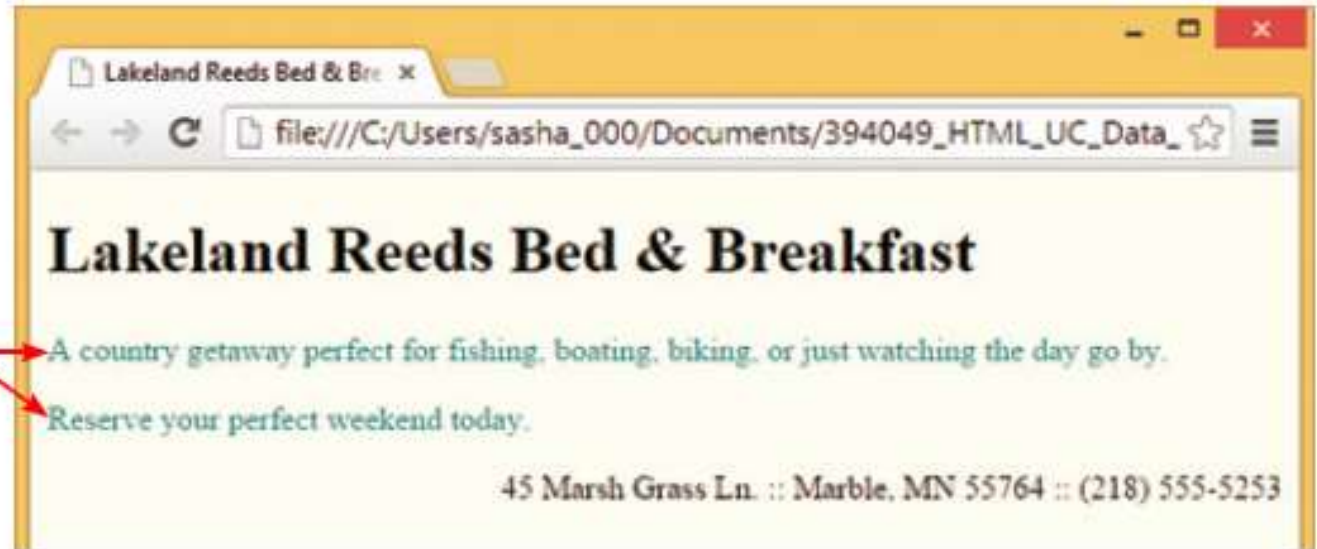 Lakeland Reeds Bed & Bre
file:///C:/Users/sasha_000/Documents/394049_HTML_UC_Data_
Lakeland Reeds Bed & Breakfast
A country getaway perfect for fishing, boating, biking, or just watching the day go by.
Reserve your perfect weekend today.
45 Marsh Grass Ln. :: Marble, MN 55764 :: (218) 555-5253